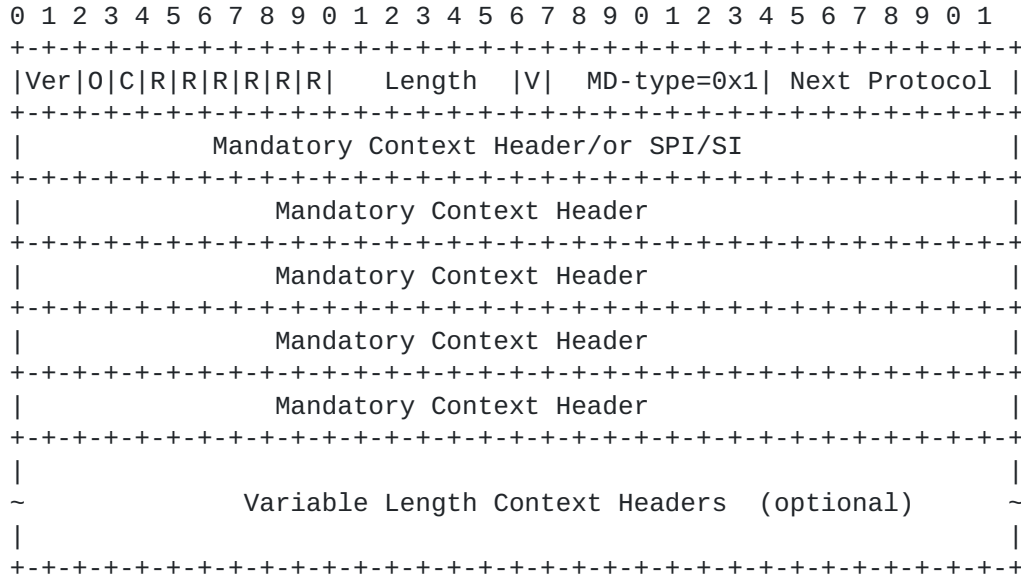 0 1 2 3 4 5 6 7 8 9 0 1 2 3 4 5 6 7 8 9 0 1 2 3 4 5 6 7 8 9 0 1
+-+-+-+-+-+-+-+-+-+-+-+-+-+-+-+-+-+-+-+-+-+-+-+-+-+-+-+-+-+-+-+-+
|Ver|O|C|R|R|R|R|R|R|   Length  |V|  MD-type=0x1| Next Protocol |
+-+-+-+-+-+-+-+-+-+-+-+-+-+-+-+-+-+-+-+-+-+-+-+-+-+-+-+-+-+-+-+-+
|            Mandatory Context Header/or SPI/SI                 |
+-+-+-+-+-+-+-+-+-+-+-+-+-+-+-+-+-+-+-+-+-+-+-+-+-+-+-+-+-+-+-+-+
|                Mandatory Context Header                       |
+-+-+-+-+-+-+-+-+-+-+-+-+-+-+-+-+-+-+-+-+-+-+-+-+-+-+-+-+-+-+-+-+
|                Mandatory Context Header                       |
+-+-+-+-+-+-+-+-+-+-+-+-+-+-+-+-+-+-+-+-+-+-+-+-+-+-+-+-+-+-+-+-+
|                Mandatory Context Header                       |
+-+-+-+-+-+-+-+-+-+-+-+-+-+-+-+-+-+-+-+-+-+-+-+-+-+-+-+-+-+-+-+-+
|                Mandatory Context Header                       |
+-+-+-+-+-+-+-+-+-+-+-+-+-+-+-+-+-+-+-+-+-+-+-+-+-+-+-+-+-+-+-+-+
|                                                               |
~              Variable Length Context Headers  (optional)      ~
|                                                               |
+-+-+-+-+-+-+-+-+-+-+-+-+-+-+-+-+-+-+-+-+-+-+-+-+-+-+-+-+-+-+-+-+